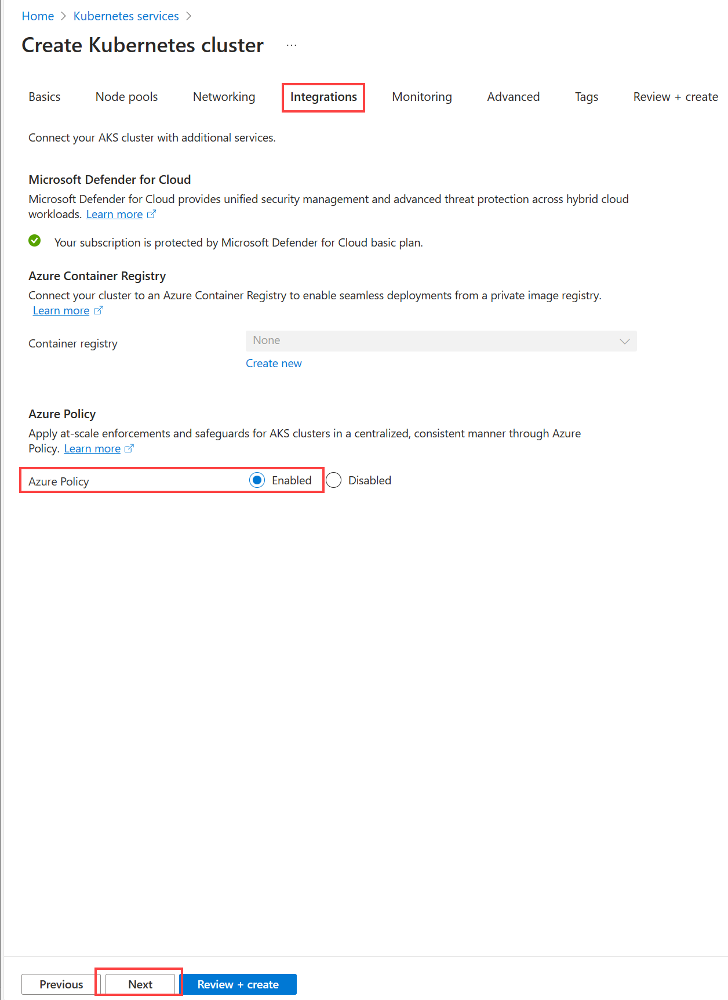 Home > Kubernetes services >
Create Kubernetes cluster ...
Basics Node pools Networking Integrations Monitoring Advanced Tags Review + create
Connect your AKS cluster with additional services.
Microsoft Defender for Cloud
Microsoft Defender for Cloud provides unified security management and advanced threat protection across hybrid cloud
workloads. Learn more
Your subscription is protected by Microsoft Defender for Cloud basic plan.
Azure Container Registry
Connect your cluster to an Azure Container Registry to enable seamless deployments from a private image registry.
Learn more
Container registry None
Create new
Azure Policy
Apply at-scale enforcements and safeguards for AKS clusters in a centralized, consistent manner through Azure
Policy. Learn more
Azure Policy Enabled Disabled
Previous Next Review + create